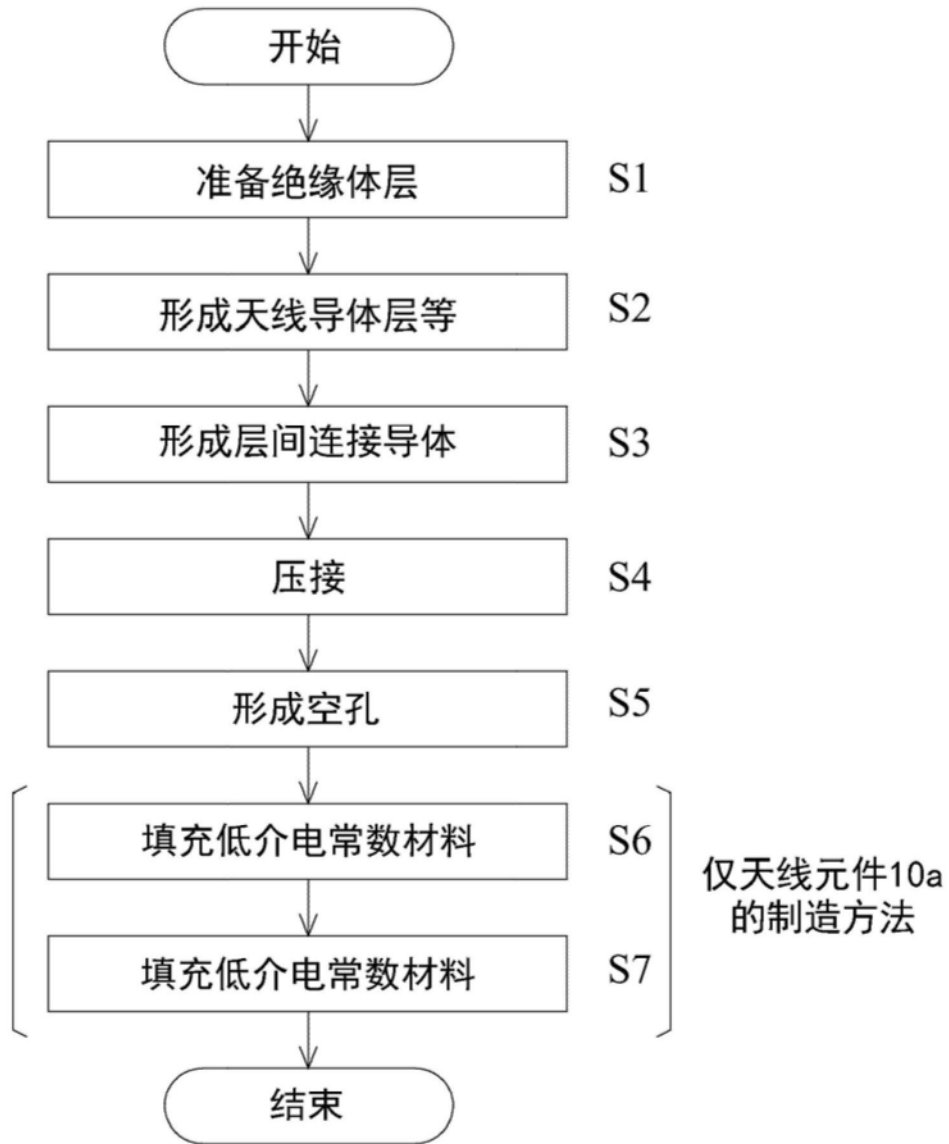 开始
准备绝缘体层 S1
形成天线导体层等 S2
形成层间连接导体 S3
压接 S4
形成空孔 S5
填充低介电常数材料 S6
填充低介电常数材料 S7
仅天线元件10a
的制造方法
结束